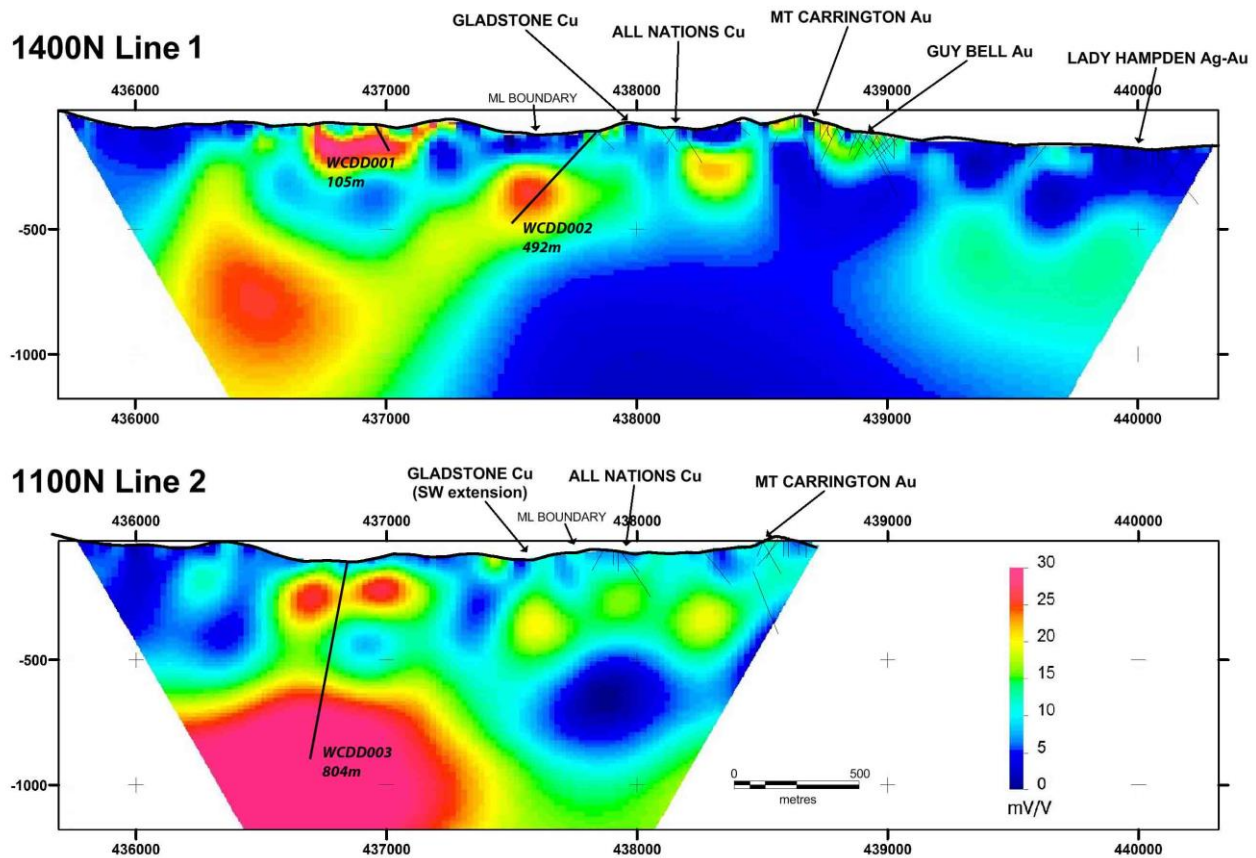 1400N Line 1
GLADSTONE Cu
ALL NATIONS Cu
MT CARRINGTON Au
GUY BELL Au
LADY HAMPDEN Ag-Au
ML BOUNDARY
436000 437000 438000 439000 440000
WCDD001
105m
WCDD002
492m
-500
-1000
436000 437000 438000 439000 440000
1100N Line 2
GLADSTONE Cu
(SW extension)
ALL NATIONS Cu
ML BOUNDARY
MT CARRINGTON Au
436000 437000 438000 439000 440000
-500
-1000
WCDD003
804m
0 500
metres
30
25
20
15
10
5
0
mV/V
436000 437000 438000 439000 440000